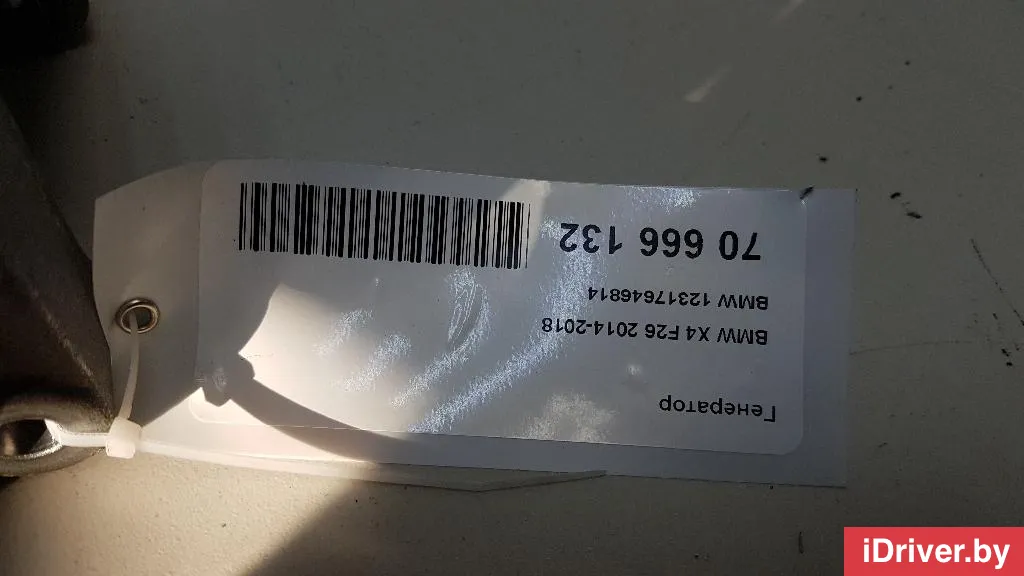 Генератор
BMW X4 F26 2014-2018
BMW 12317646814
70 666 132
iDriver.by